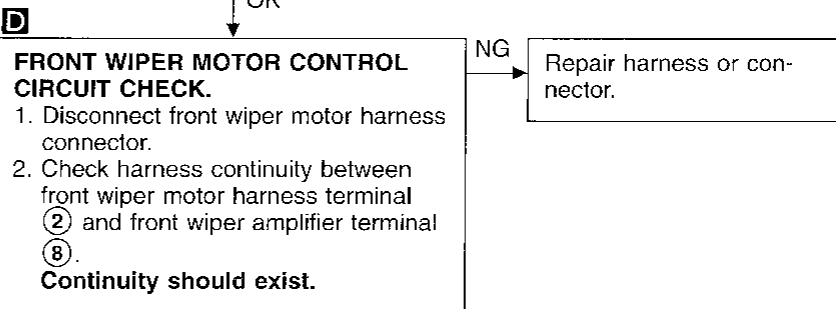 OK
D
FRONT WIPER MOTOR CONTROL
CIRCUIT CHECK.
1. Disconnect front wiper motor harness
connector.
2. Check harness continuity between
front wiper motor harness terminal
② and front wiper amplifier terminal
⑧.
Continuity should exist.
NG
Repair harness or con-
nector.